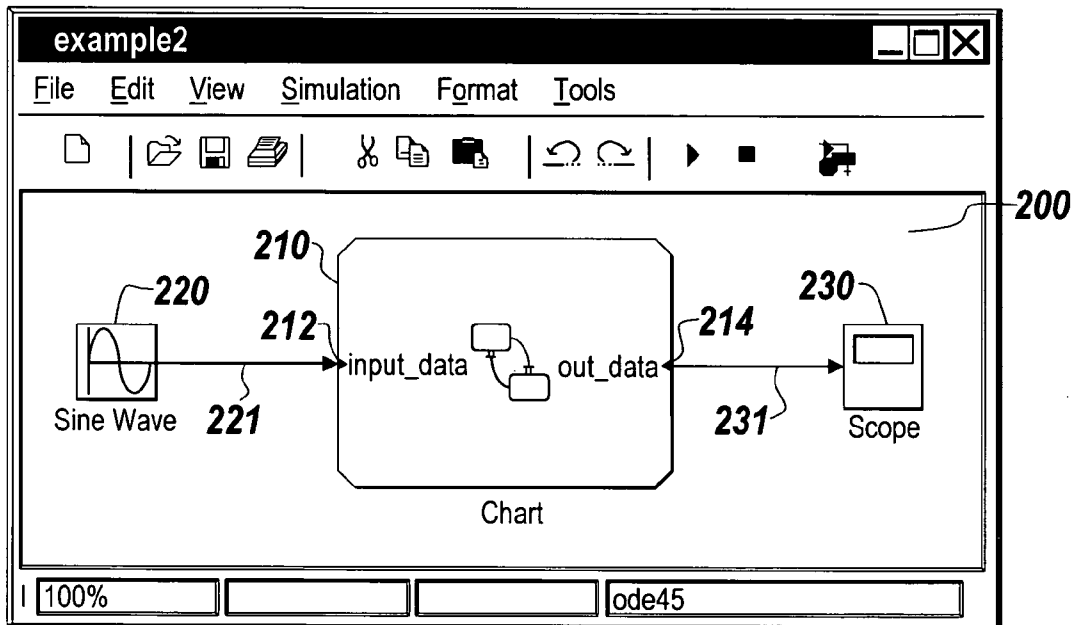 example2
File Edit View Simulation Format Tools
200
210
220
230
212
214
input_data
out_data
Sine Wave
221
231
Scope
Chart
100%
ode45